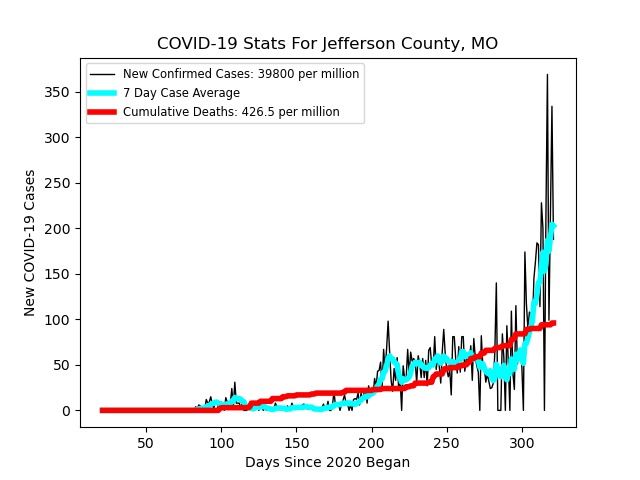 COVID-19 Stats For Jefferson County, MO
New Confirmed Cases: 39800 per million
7 Day Case Average
Cumulative Deaths: 426.5 per million
New COVID-19 Cases
350
300
250
200
150
100
50
0
50 100 150 200 250 300
Days Since 2020 Began